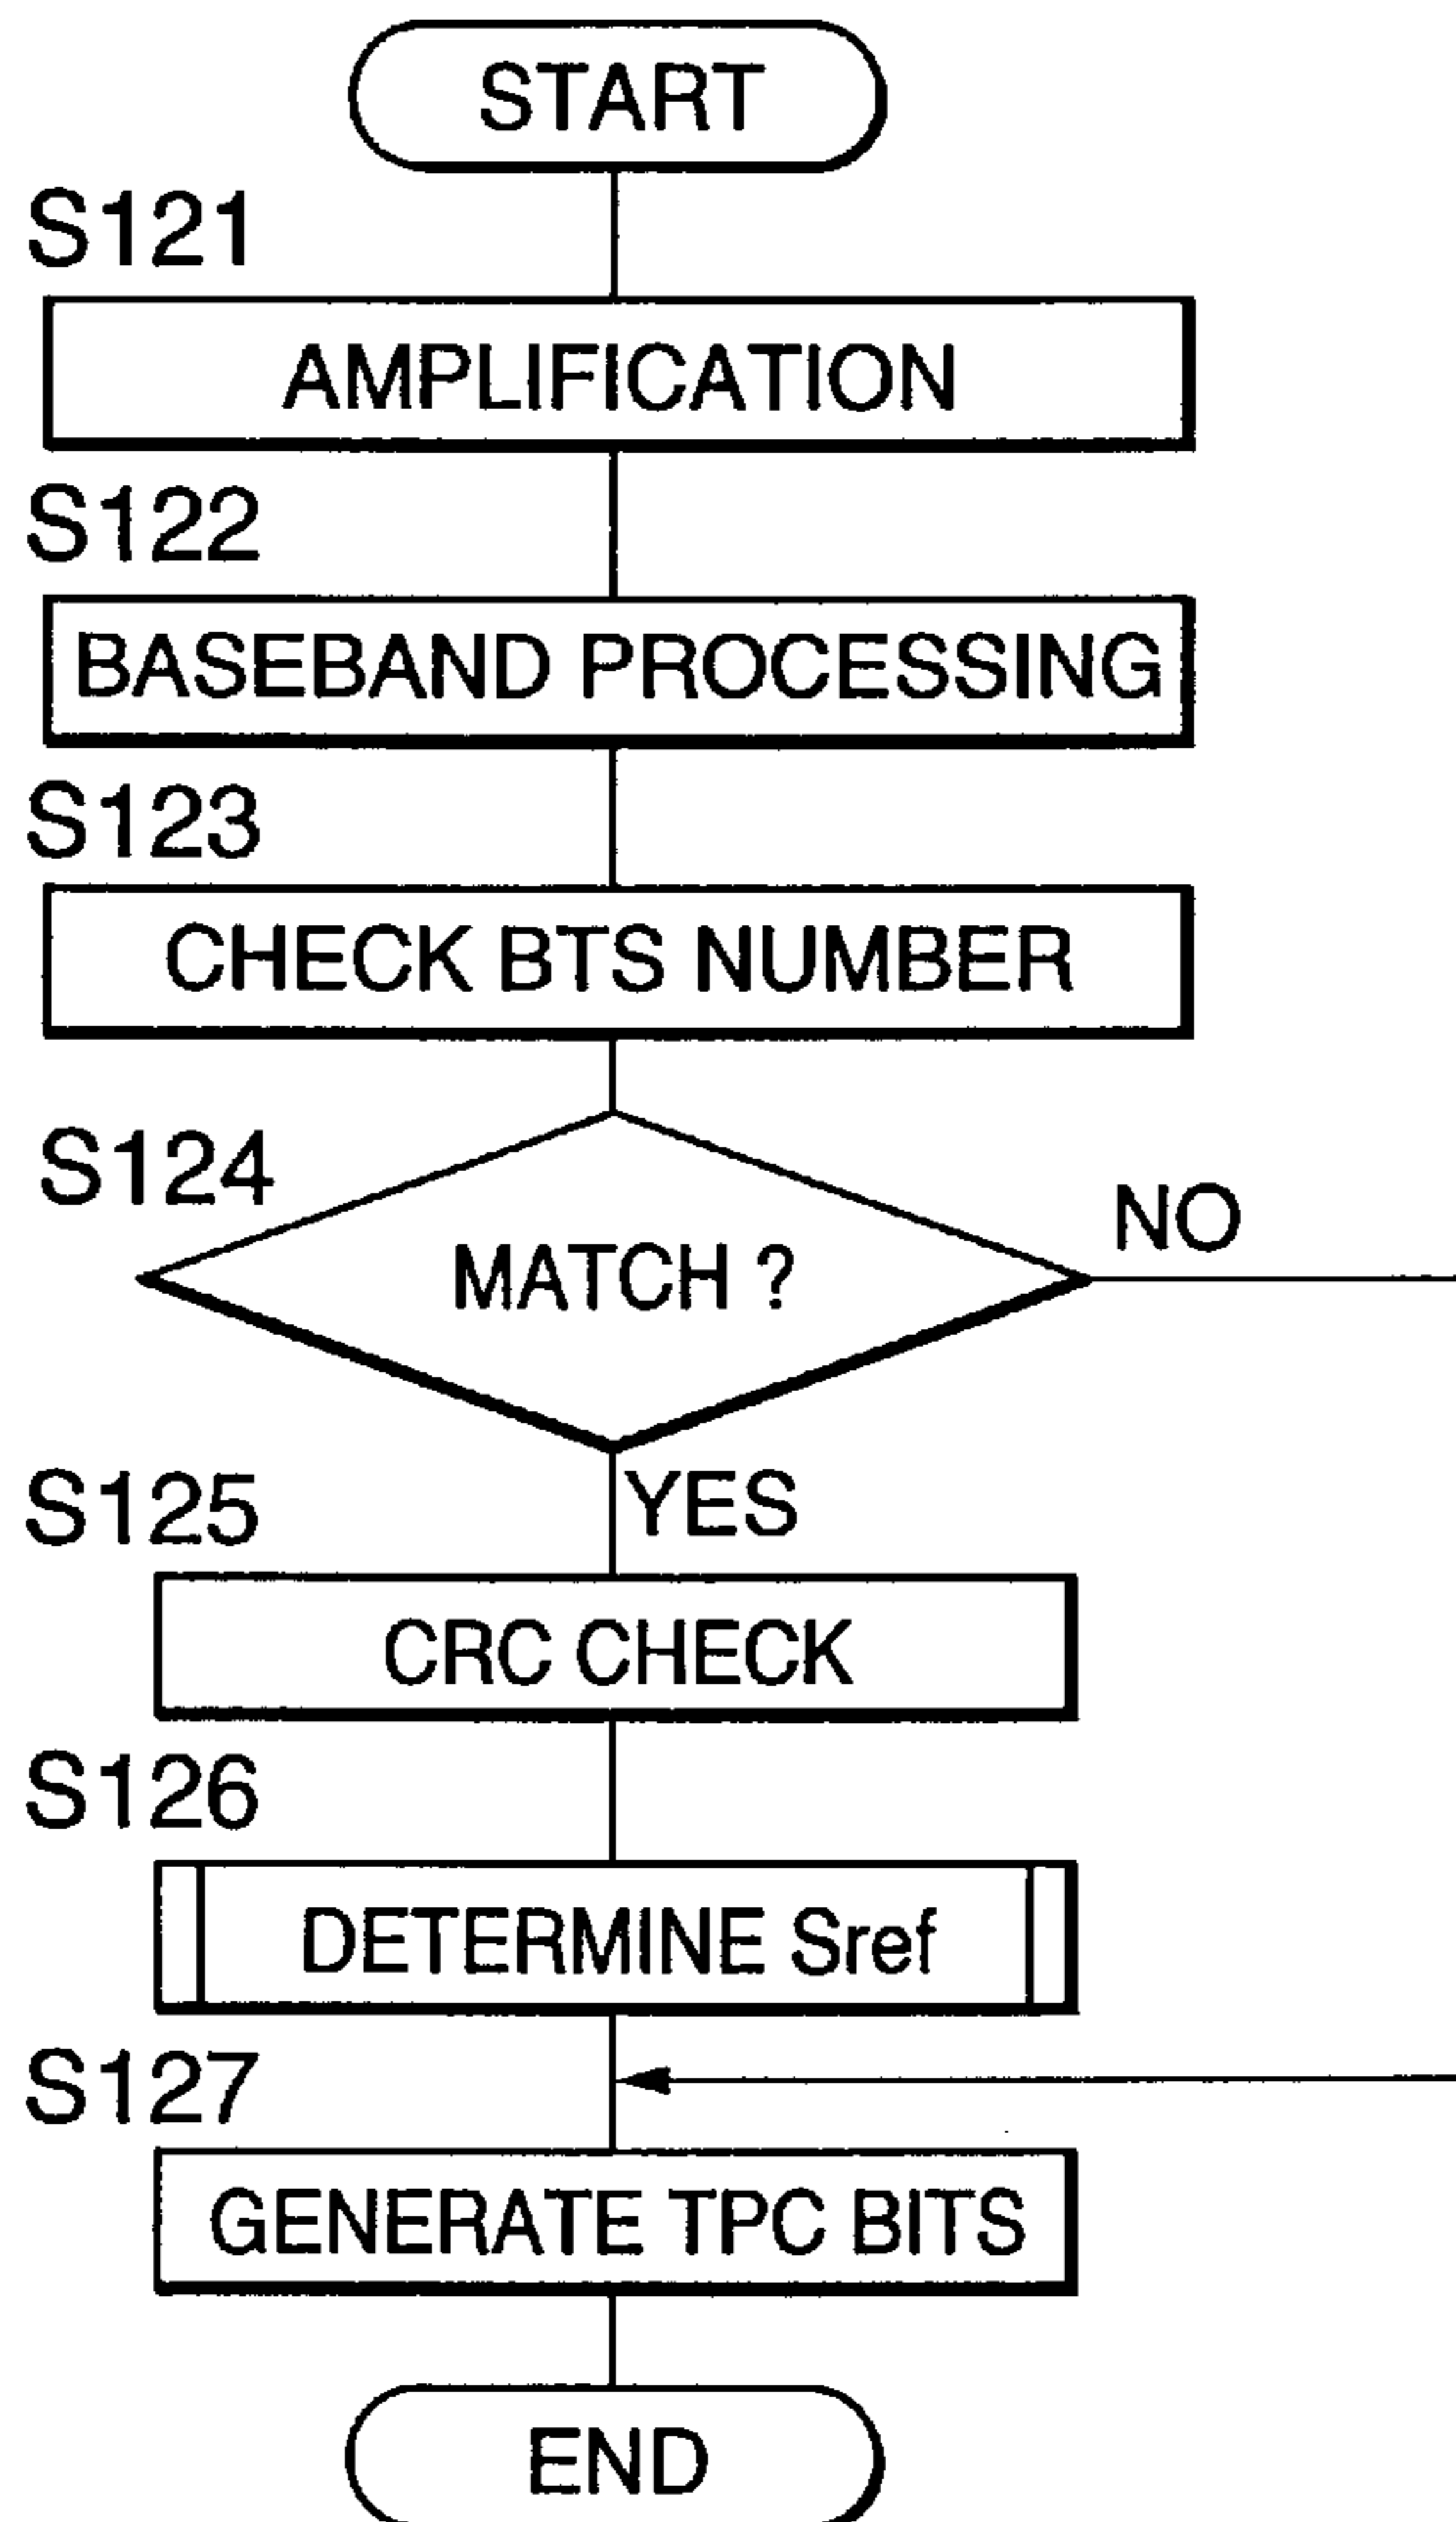 START
S121
AMPLIFICATION
S122
BASEBAND PROCESSING
S123
CHECK BTS NUMBER
S124
MATCH ?
NO
YES
S125
CRC CHECK
S126
DETERMINE Sref
S127
GENERATE TPC BITS
END